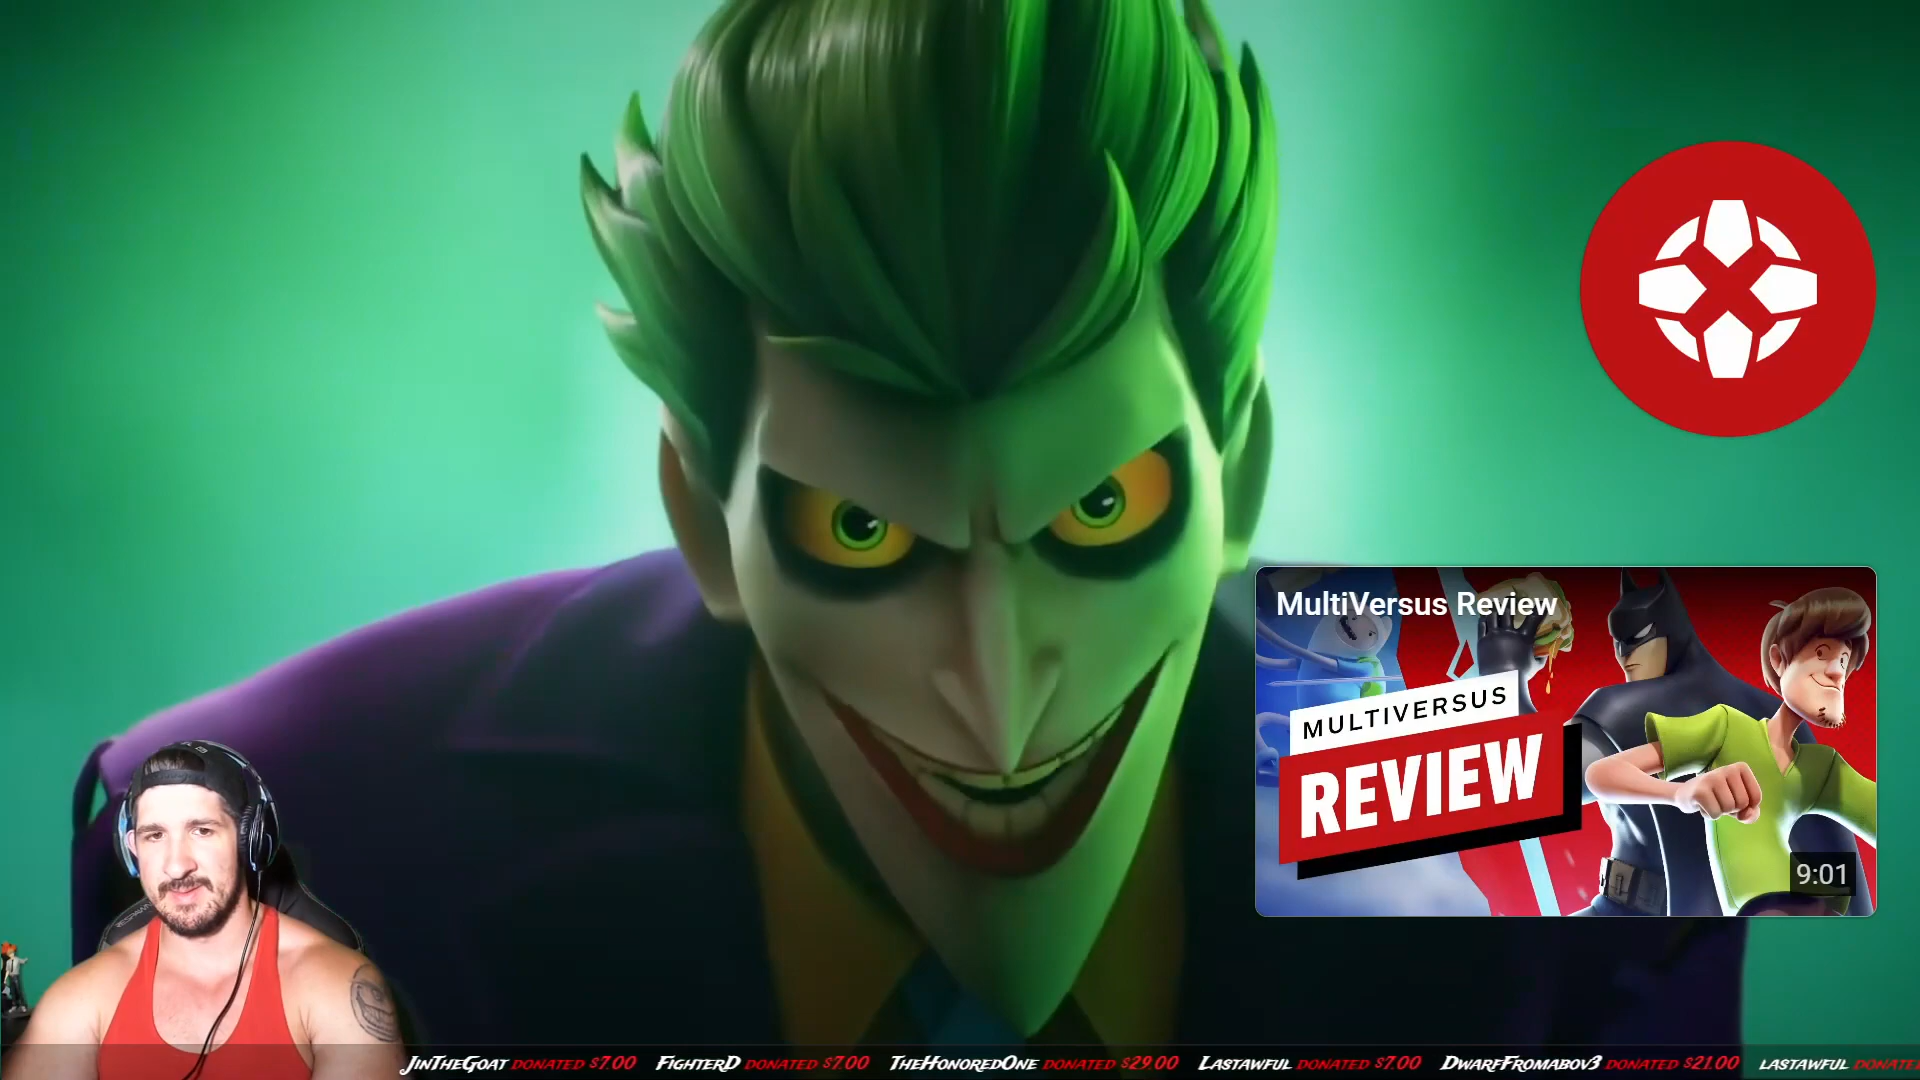 MultiVersus Review
MULTIVERSUS
REVIEW
9:01
JinTheGoat donated $7.00 FighterD donated $7.00 TheHonoredOne donated $29.00 Lastawful donated $7.00 DwarfFromabov3 donated $21.00 lastawful